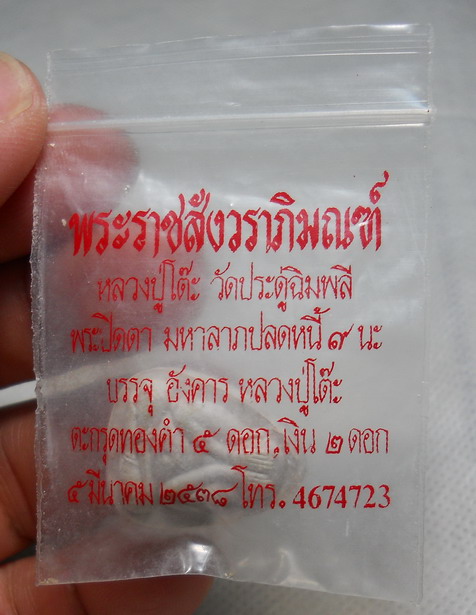 พระราชสังวราภิมณฑ์
หลวงปู่โต๊ะ วัดประดู่ฉิมพลี
พระปิดตา มหาลาภปลดหนี้ ๙ นะ
บรรจุ อังคาร หลวงปู่โต๊ะ
ตะกรุดทองคำ ๕ ดอก,เงิน ๒ ดอก
๕ มีนาคม ๒๕๓๘ โทร. 4674723